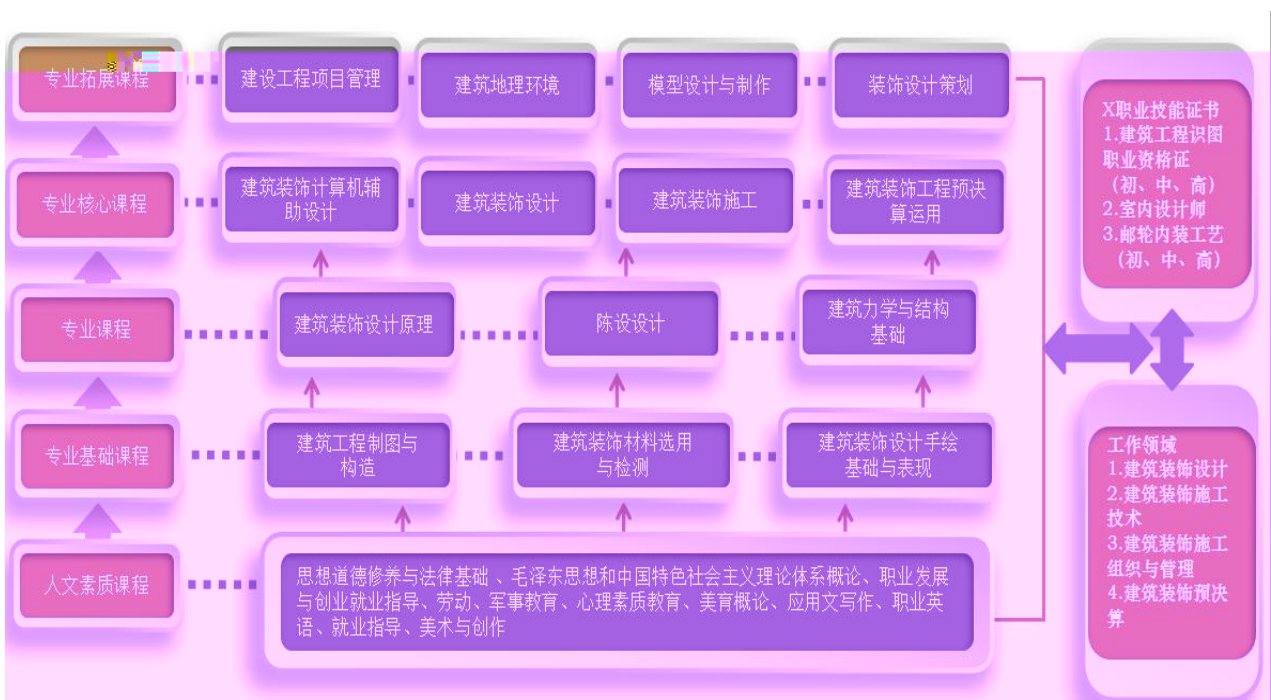 专业拓展课程
建设工程项目管理
建筑地理环境
模型设计与制作
装饰设计策划
专业核心课程
建筑装饰计算机辅
助设计
建筑装饰设计
建筑装饰施工
建筑装饰工程预决
算运用
专业课程
建筑装饰设计原理
陈设设计
建筑力学与结构
基础
专业基础课程
建筑工程制图与
构造
建筑装饰材料选用
与检测
建筑装饰设计手绘
基础与表现
人文素质课程
思想道德修养与法律基础 、毛泽东思想和中国特色社会主义理论体系概论、职业发展
与创业就业指导、劳动、军事教育、心理素质教育、美育概论、应用文写作、职业英
语、就业指导、美术与创作
X职业技能证书
1.建筑工程识图
职业资格证
（初、中、高）
2.室内设计师
3.邮轮内装工艺
（初、中、高）
工作领域
1.建筑装饰设计
2.建筑装饰施工
技术
3.建筑装饰施工
组织与管理
4.建筑装饰预决
算